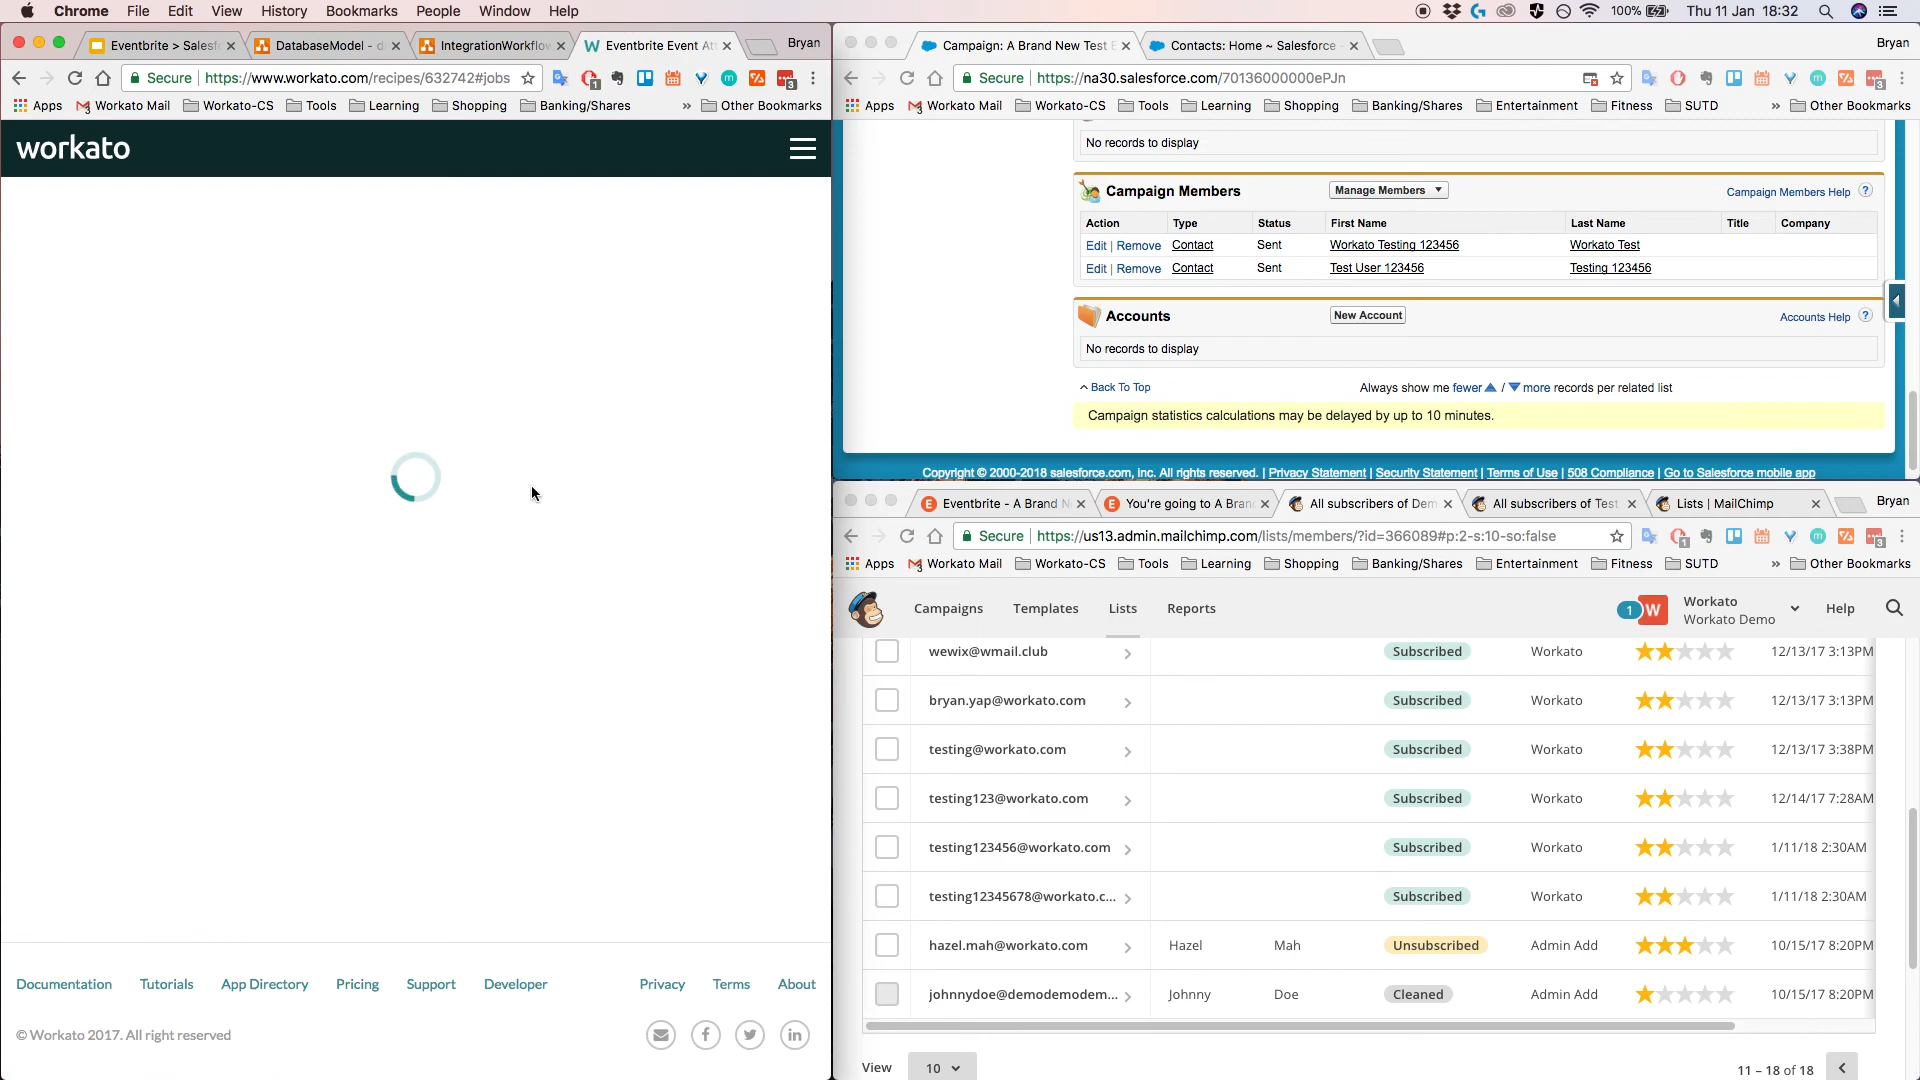 Chrome File Edit View History Bookmarks People Window Help
100% Thu 11 Jan 18:32
Eventbrite > Salesf
DatabaseModel - d
IntegrationWorkflow
Eventbrite Event At
Bryan
Secure https://www.workato.com/recipes/632742#jobs
Apps Workato Mail Workato-CS Tools Learning Shopping Banking/Shares » Other Bookmarks
workato
Documentation Tutorials App Directory Pricing Support Developer Privacy Terms About
© Workato 2017. All right reserved
Campaign: A Brand New Test E
Contacts: Home ~ Salesforce -
Bryan
Secure https://na30.salesforce.com/70136000000ePJn
Apps Workato Mail Workato-CS Tools Learning Shopping Banking/Shares Entertainment Fitness SUTD » Other Bookmarks
No records to display
Campaign Members Manage Members Campaign Members Help ?
Action Type Status First Name Last Name Title Company
Edit | Remove Contact Sent Workato Testing 123456 Workato Test
Edit | Remove Contact Sent Test User 123456 Testing 123456
Accounts New Account Accounts Help ?
No records to display
^ Back To Top Always show me fewer / more records per related list
Campaign statistics calculations may be delayed by up to 10 minutes.
Copyright © 2000-2018 salesforce.com, inc. All rights reserved. | Privacy Statement | Security Statement | Terms of Use | 508 Compliance | Go to Salesforce mobile app
Eventbrite - A Brand N
You're going to A Bran
All subscribers of Dem
All subscribers of Test
Lists | MailChimp
Bryan
Secure https://us13.admin.mailchimp.com/lists/members/?id=366089#p:2-s:10-so:false
Apps Workato Mail Workato-CS Tools Learning Shopping Banking/Shares Entertainment Fitness SUTD » Other Bookmarks
Campaigns Templates Lists Reports 1 W Workato Help
Workato Demo
wewix@wmail.club Subscribed Workato 12/13/17 3:13PM
bryan.yap@workato.com Subscribed Workato 12/13/17 3:13PM
testing@workato.com Subscribed Workato 12/13/17 3:38PM
testing123@workato.com Subscribed Workato 12/14/17 7:28AM
testing123456@workato.com Subscribed Workato 1/11/18 2:30AM
testing12345678@workato.c... Subscribed Workato 1/11/18 2:30AM
hazel.mah@workato.com Hazel Mah Unsubscribed Admin Add 10/15/17 8:20PM
johnnydoe@demodemodem... Johnny Doe Cleaned Admin Add 10/15/17 8:20PM
View 10 11 – 18 of 18